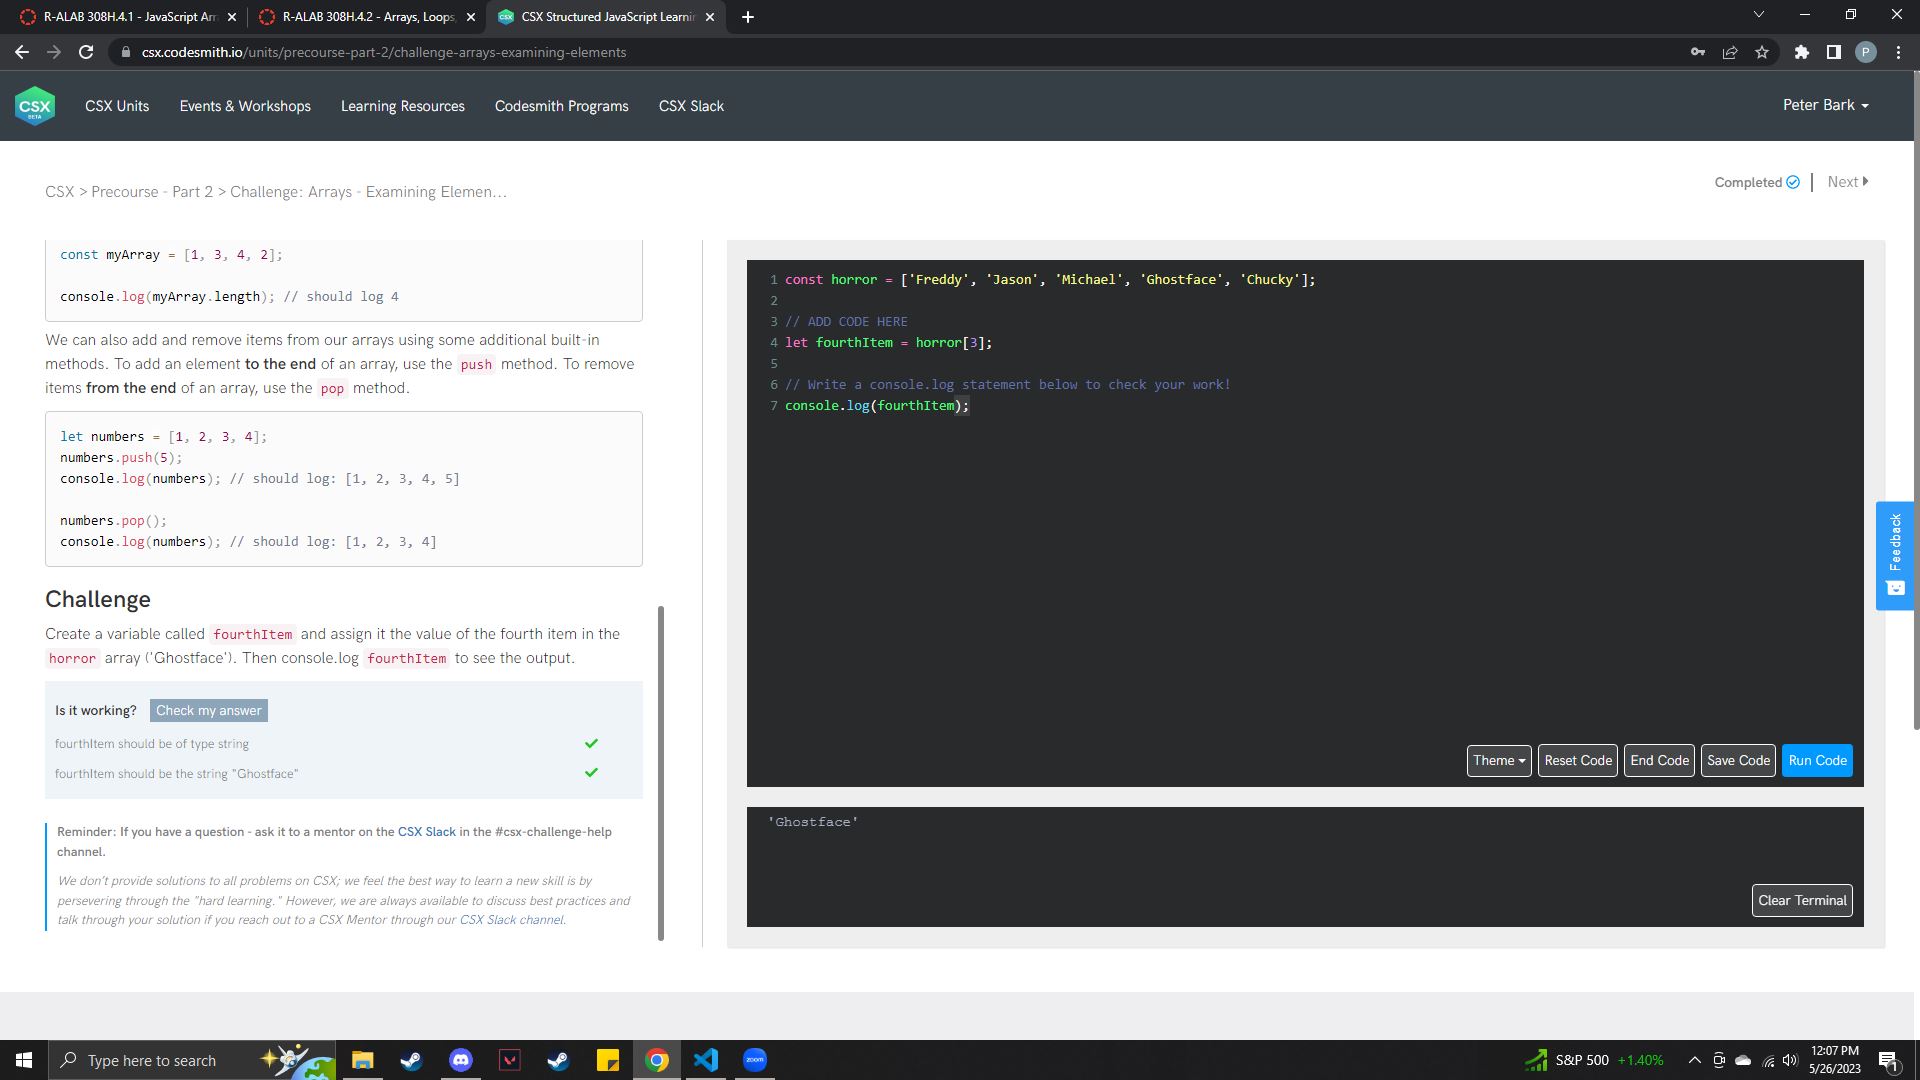 R-ALAB 308H.4.1 - JavaScript Arr
R-ALAB 308H.4.2 - Arrays, Loops,
CSX Structured JavaScript Learnin
csx.codesmith.io/units/precourse-part-2/challenge-arrays-examining-elements
P
CSX
BETA
CSX Units
Events & Workshops
Learning Resources
Codesmith Programs
CSX Slack
Peter Bark
CSX > Precourse - Part 2 > Challenge: Arrays - Examining Elemen...
Completed
Next
const myArray = [1, 3, 4, 2];
console.log(myArray.length); // should log 4
We can also add and remove items from our arrays using some additional built-in
methods. To add an element to the end of an array, use the push method. To remove
items from the end of an array, use the pop method.
let numbers = [1, 2, 3, 4];
numbers.push(5);
console.log(numbers); // should log: [1, 2, 3, 4, 5]
numbers.pop();
console.log(numbers); // should log: [1, 2, 3, 4]
Challenge
Create a variable called fourthItem and assign it the value of the fourth item in the
horror array ('Ghostface'). Then console.log fourthItem to see the output.
Is it working? Check my answer
fourthItem should be of type string
fourthItem should be the string "Ghostface"
Reminder: If you have a question - ask it to a mentor on the CSX Slack in the #csx-challenge-help
channel.
We don't provide solutions to all problems on CSX; we feel the best way to learn a new skill is by
persevering through the "hard learning." However, we are always available to discuss best practices and
talk through your solution if you reach out to a CSX Mentor through our CSX Slack channel.
1 const horror = ['Freddy', 'Jason', 'Michael', 'Ghostface', 'Chucky'];
2
3 // ADD CODE HERE
4 let fourthItem = horror[3];
5
6 // Write a console.log statement below to check your work!
7 console.log(fourthItem);
Theme
Reset Code
End Code
Save Code
Run Code
'Ghostface'
Clear Terminal
Feedback
Type here to search
zoom
S&P 500 +1.40%
12:07 PM
5/26/2023
1